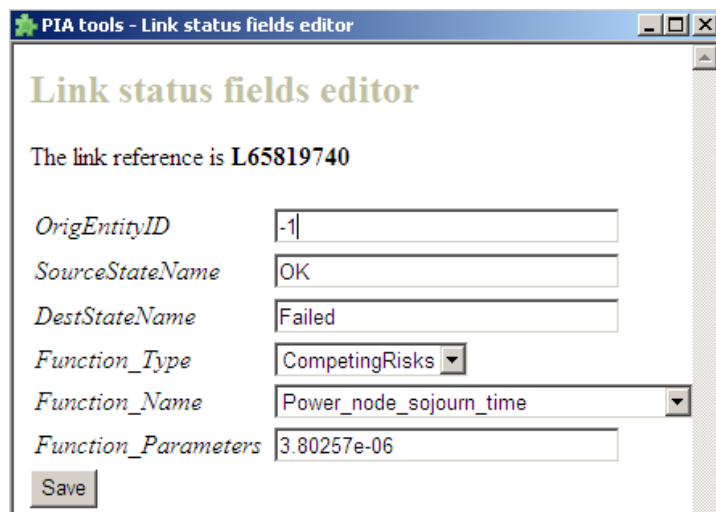 PIA tools - Link status fields editor
Link status fields editor
The link reference is L65819740
OrigEntityID -1
SourceStateName OK
DestStateName Failed
Function_Type CompetingRisks
Function_Name Power_node_sojourn_time
Function_Parameters 3.80257e-06
Save